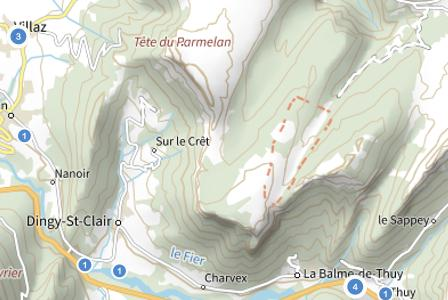 Villaz
3
Tête du Parmelan
1
Sur le Crêt
Nanoir
Dingy-St-Clair
le Sappey
le Fier
1
1
La Balme-de-Thuy
Charvex
4
1
Thuy